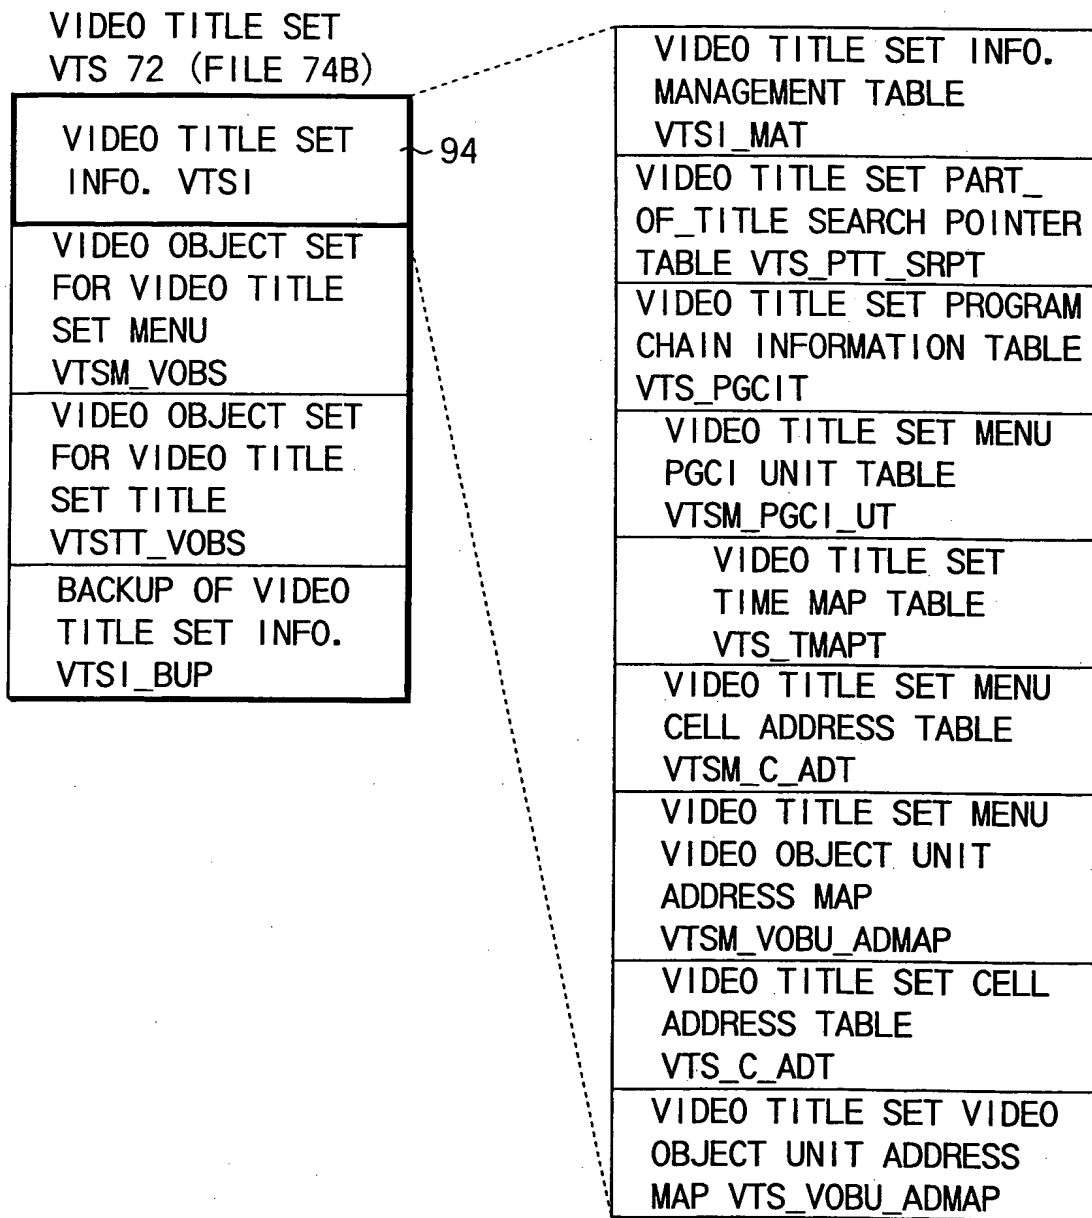 VIDEO TITLE SET
VTS 72 (FILE 74B)
VIDEO TITLE SET
INFO. VTSI
94
VIDEO OBJECT SET
FOR VIDEO TITLE
SET MENU
VTSM_VOBS
VIDEO OBJECT SET
FOR VIDEO TITLE
SET TITLE
VTSTT_VOBS
BACKUP OF VIDEO
TITLE SET INFO.
VTSI_BUP
VIDEO TITLE SET INFO.
MANAGEMENT TABLE
VTSI_MAT
VIDEO TITLE SET PART_
OF_TITLE SEARCH POINTER
TABLE VTS_PTT_SRPT
VIDEO TITLE SET PROGRAM
CHAIN INFORMATION TABLE
VTS_PGCIT
VIDEO TITLE SET MENU
PGCI UNIT TABLE
VTSM_PGCI_UT
VIDEO TITLE SET
TIME MAP TABLE
VTS_TMAPT
VIDEO TITLE SET MENU
CELL ADDRESS TABLE
VTSM_C_ADT
VIDEO TITLE SET MENU
VIDEO OBJECT UNIT
ADDRESS MAP
VTSM_VOBU_ADMAP
VIDEO TITLE SET CELL
ADDRESS TABLE
VTS_C_ADT
VIDEO TITLE SET VIDEO
OBJECT UNIT ADDRESS
MAP VTS_VOBU_ADMAP